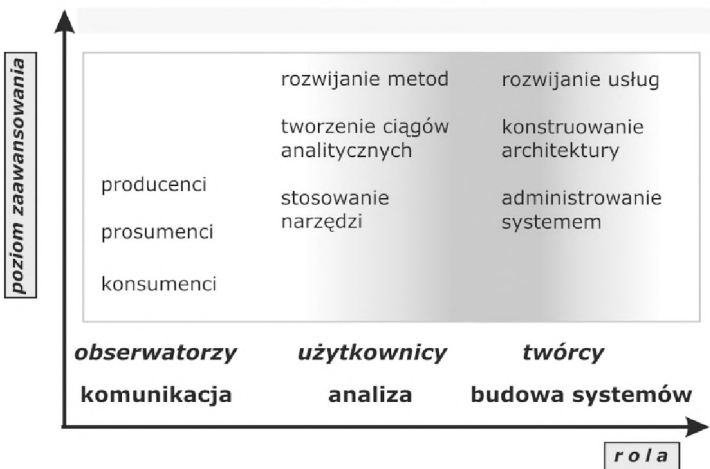 poziom zaawansowania
rozwijanie metod
rozwijanie usług
tworzenie ciągów
analitycznych
konstruowanie
architektury
producenci
stosowanie
narzędzi
administrowanie
systemem
prosumenci
konsumenci
obserwatorzy
użytkownicy
twórcy
komunikacja
analiza
budowa systemów
rola